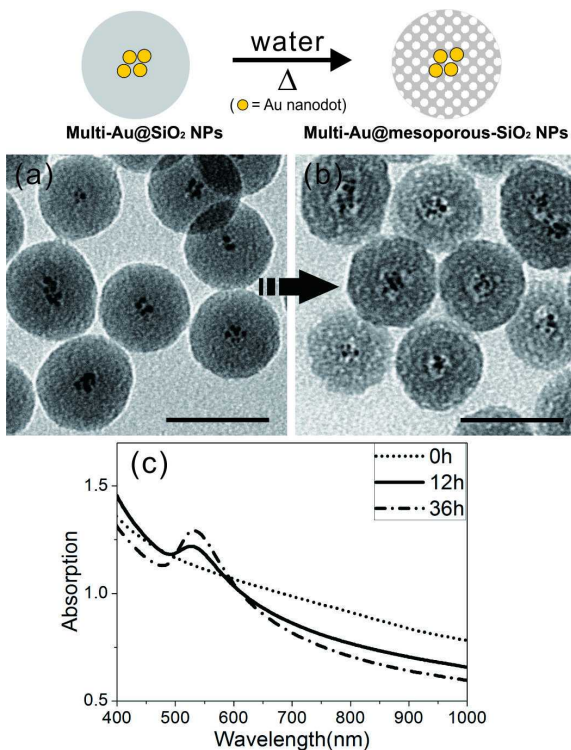 water
Δ
(= Au nanodot)
Multi-Au@SiO₂ NPs
Multi-Au@mesoporous-SiO₂ NPs
(a)
(b)
(c)
0h
12h
36h
1.5
1.0
0.5
Absorption
400 500 600 700 800 900 1000
Wavelength(nm)